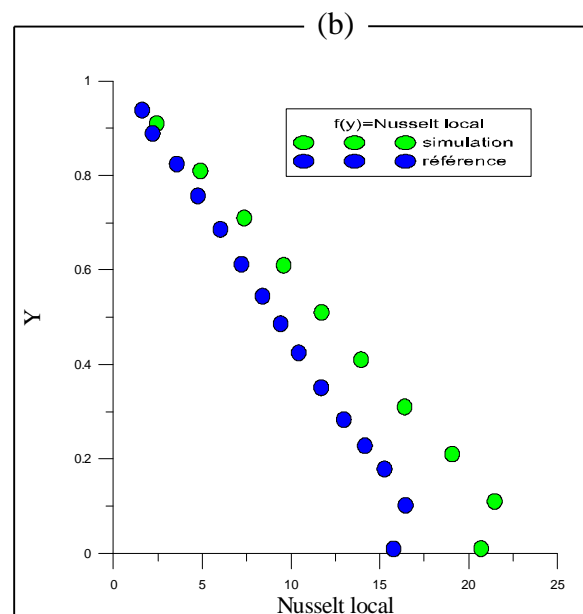 (b)
1
f(y)=Nusselt local
simulation
référence
0.8
0.6
Y
0.4
0.2
0
0 5 10 15 20 25
Nusselt local